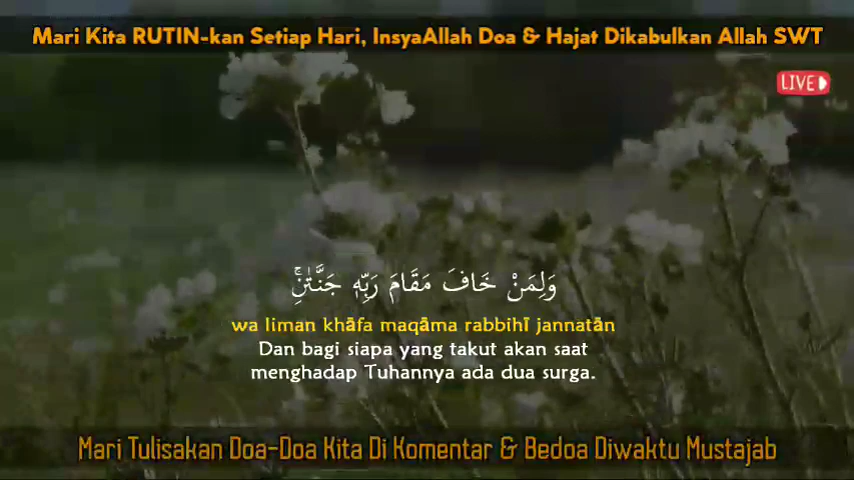 Mari Kita RUTIN-kan Setiap Hari, InsyaAllah Doa & Hajat Dikabulkan Allah SWT
LIVE
وَلِمَنْ خَافَ مَقَامَ رَبِّهٖ جَنَّتٰنِۚ
wa liman khāfa maqāma rabbihī jannatān
Dan bagi siapa yang takut akan saat
menghadap Tuhannya ada dua surga.
Mari Tulisakan Doa-Doa Kita Di Komentar & Bedoa Diwaktu Mustajab